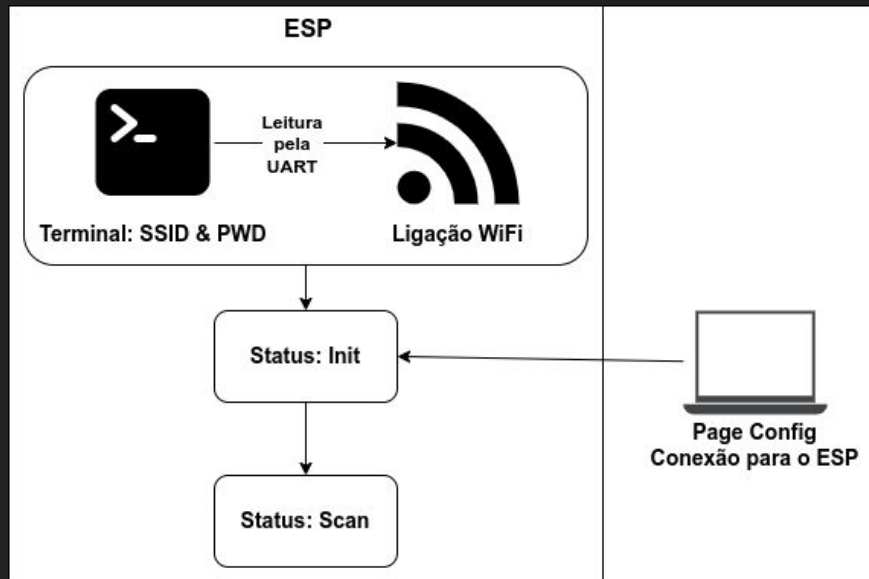 ESP
Leitura
pela
UART
Terminal: SSID & PWD
Ligação WiFi
Status: Init
Page Config
Conexão para o ESP
Status: Scan